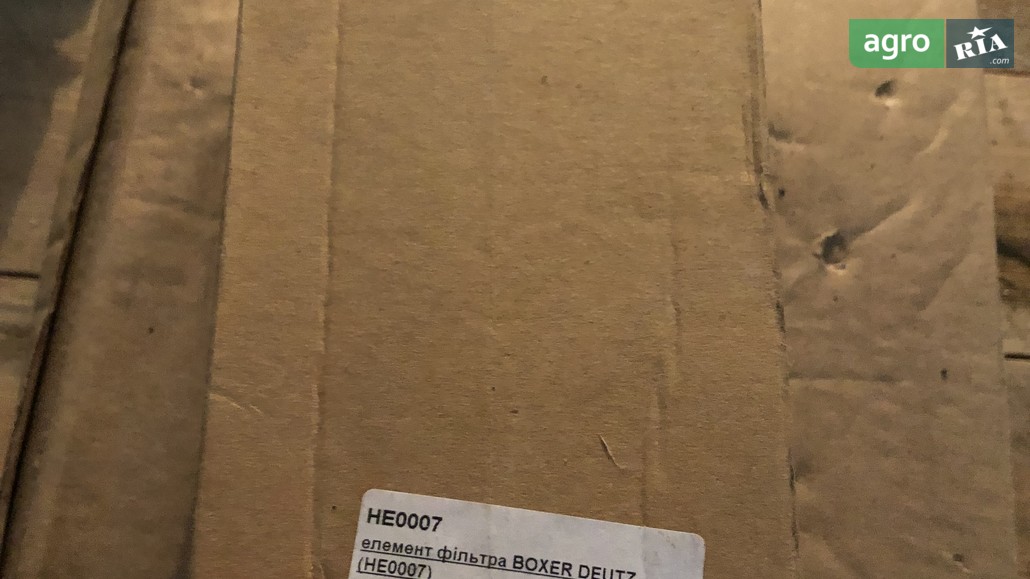 agro RIA
.com
HE0007
елемент фільтра BOXER DEUTZ
(HE0007)